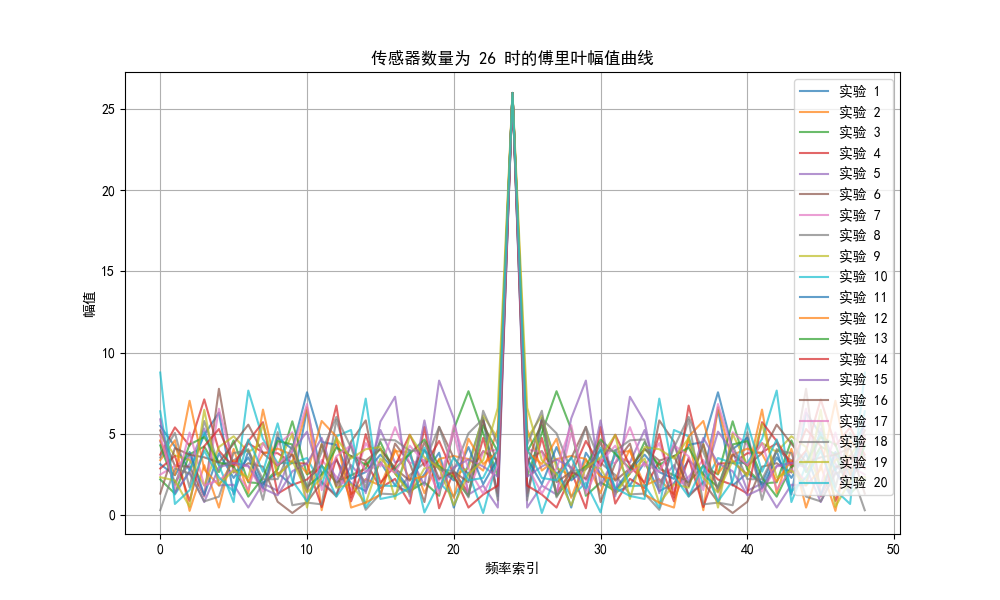 传感器数量为 26 时的傅里叶幅值曲线
幅值
25
20
15
10
5
0
0 10 20 30 40 50
频率索引
实验 1
实验 2
实验 3
实验 4
实验 5
实验 6
实验 7
实验 8
实验 9
实验 10
实验 11
实验 12
实验 13
实验 14
实验 15
实验 16
实验 17
实验 18
实验 19
实验 20